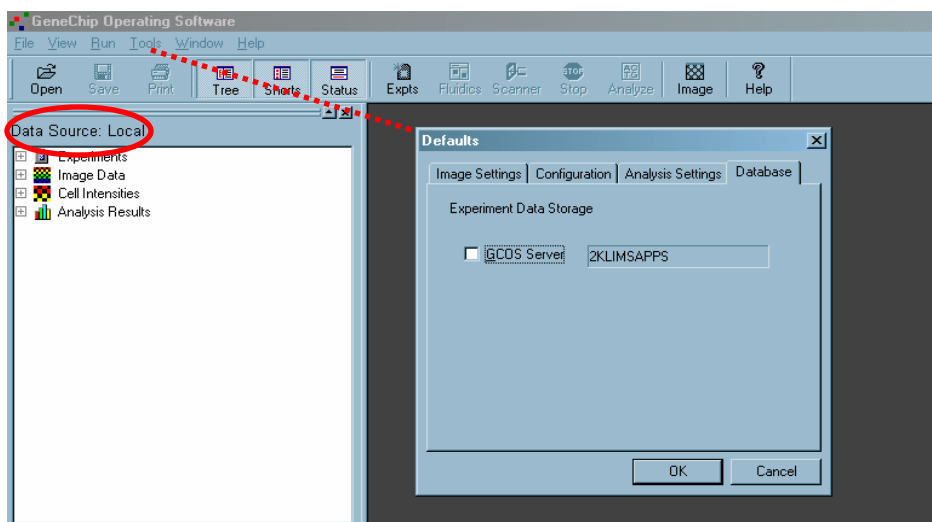 GeneChip Operating Software
File View Run Tools Window Help
Open Save Print Tree Shorts Status Expts Fluidics Scanner Stop Analyze Image Help
Data Source: Local
Experiments
Image Data
Cell Intensities
Analysis Results
Defaults
Image Settings Configuration Analysis Settings Database
Experiment Data Storage
GCOS Server 2KLIMSAPPS
OK Cancel